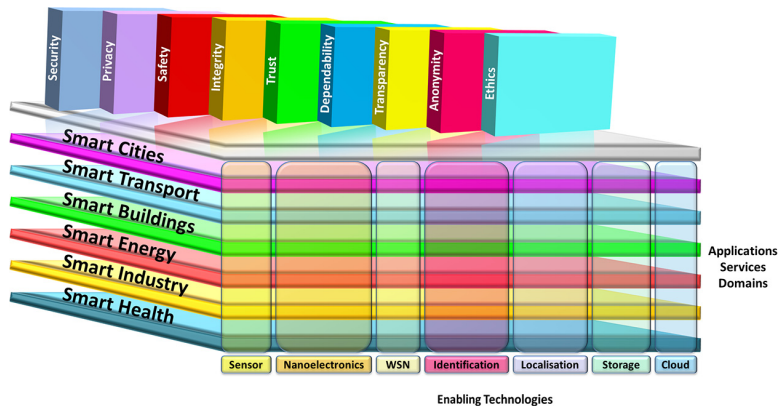 Security
Privacy
Safety
Integrity
Trust
Dependability
Transparency
Anonymity
Ethics
Smart Cities
Smart Transport
Smart Buildings
Smart Energy
Smart Industry
Smart Health
Applications
Services
Domains
Sensor
Nanoelectronics
WSN
Identification
Localisation
Storage
Cloud
Enabling Technologies